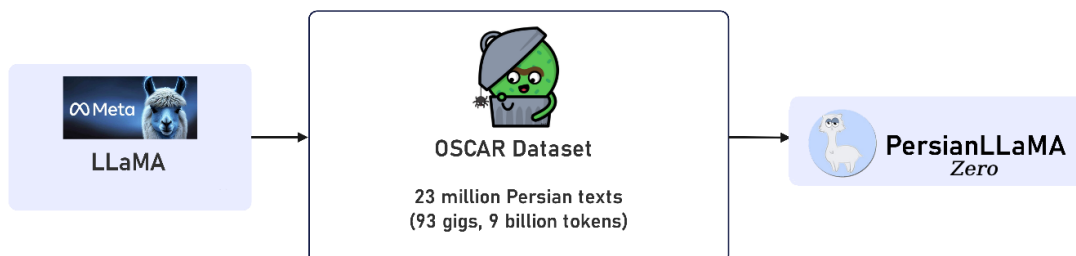 Meta
LLaMA
OSCAR Dataset
23 million Persian texts
(93 gigs, 9 billion tokens)
PersianLLaMA
Zero